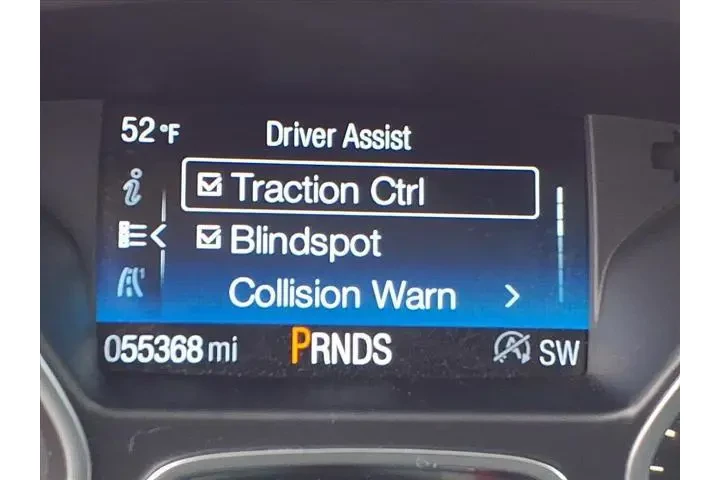 52°F Driver Assist
Traction Ctrl
Blindspot
Collision Warn >
055368 mi PRNDS A SW